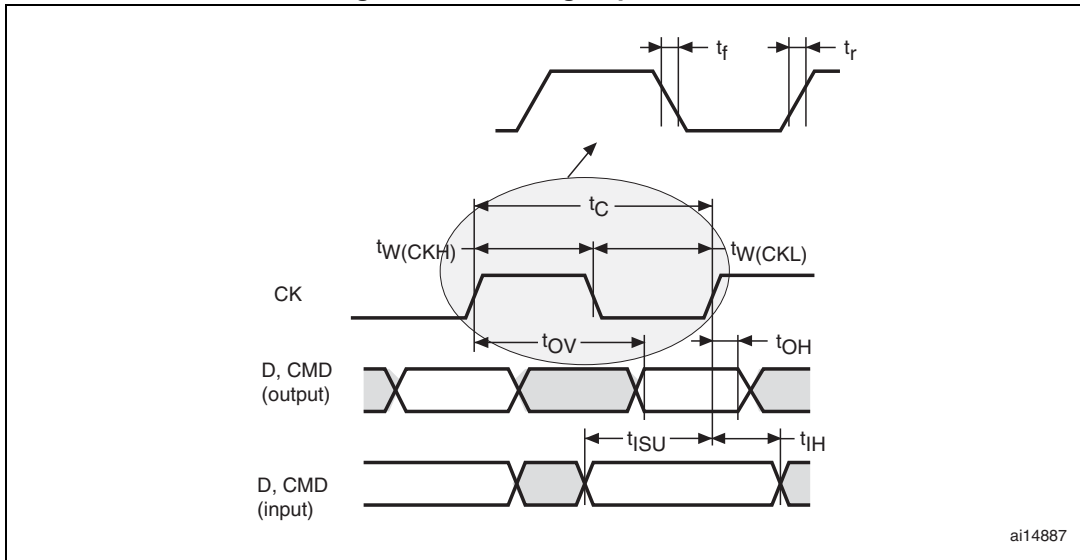 tf
tr
tC
tW(CKH)
tW(CKL)
CK
tOV
tOH
D, CMD
(output)
tISU
tIH
D, CMD
(input)
ai14887